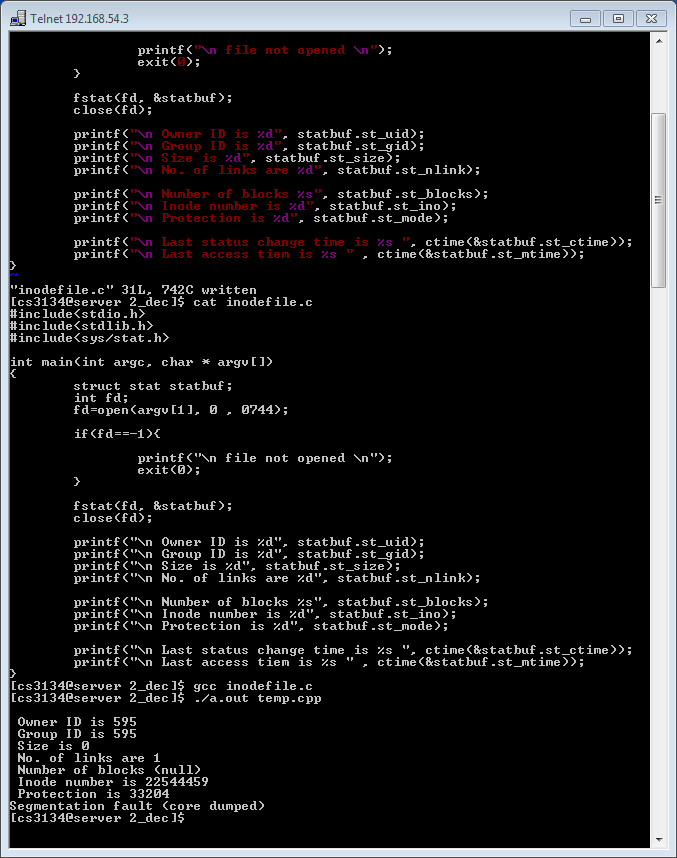 Telnet 192.168.54.3
                printf("\n file not opened \n");
                exit(0);
        }

        fstat(fd, &statbuf);
        close(fd);

        printf("\n Owner ID is %d", statbuf.st_uid);
        printf("\n Group ID is %d", statbuf.st_gid);
        printf("\n Size is %d", statbuf.st_size);
        printf("\n No. of links are %d", statbuf.st_nlink);

        printf("\n Number of blocks %s", statbuf.st_blocks);
        printf("\n Inode number is %d", statbuf.st_ino);
        printf("\n Protection is %d", statbuf.st_mode);

        printf("\n Last status change time is %s ", ctime(&statbuf.st_ctime));
        printf("\n Last access tiem is %s " , ctime(&statbuf.st_mtime));
}
~
"inodefile.c" 31L, 742C written
[cs3134@server 2_dec]$ cat inodefile.c
#include<stdio.h>
#include<stdlib.h>
#include<sys/stat.h>

int main(int argc, char * argv[])
{
        struct stat statbuf;
        int fd;
        fd=open(argv[1], 0 , 0744);

        if(fd==-1){

                printf("\n file not opened \n");
                exit(0);
        }

        fstat(fd, &statbuf);
        close(fd);

        printf("\n Owner ID is %d", statbuf.st_uid);
        printf("\n Group ID is %d", statbuf.st_gid);
        printf("\n Size is %d", statbuf.st_size);
        printf("\n No. of links are %d", statbuf.st_nlink);

        printf("\n Number of blocks %s", statbuf.st_blocks);
        printf("\n Inode number is %d", statbuf.st_ino);
        printf("\n Protection is %d", statbuf.st_mode);

        printf("\n Last status change time is %s ", ctime(&statbuf.st_ctime));
        printf("\n Last access tiem is %s " , ctime(&statbuf.st_mtime));
}
[cs3134@server 2_dec]$ gcc inodefile.c
[cs3134@server 2_dec]$ ./a.out temp.cpp

 Owner ID is 595
 Group ID is 595
 Size is 0
 No. of links are 1
 Number of blocks (null)
 Inode number is 22544459
 Protection is 33204
Segmentation fault (core dumped)
[cs3134@server 2_dec]$